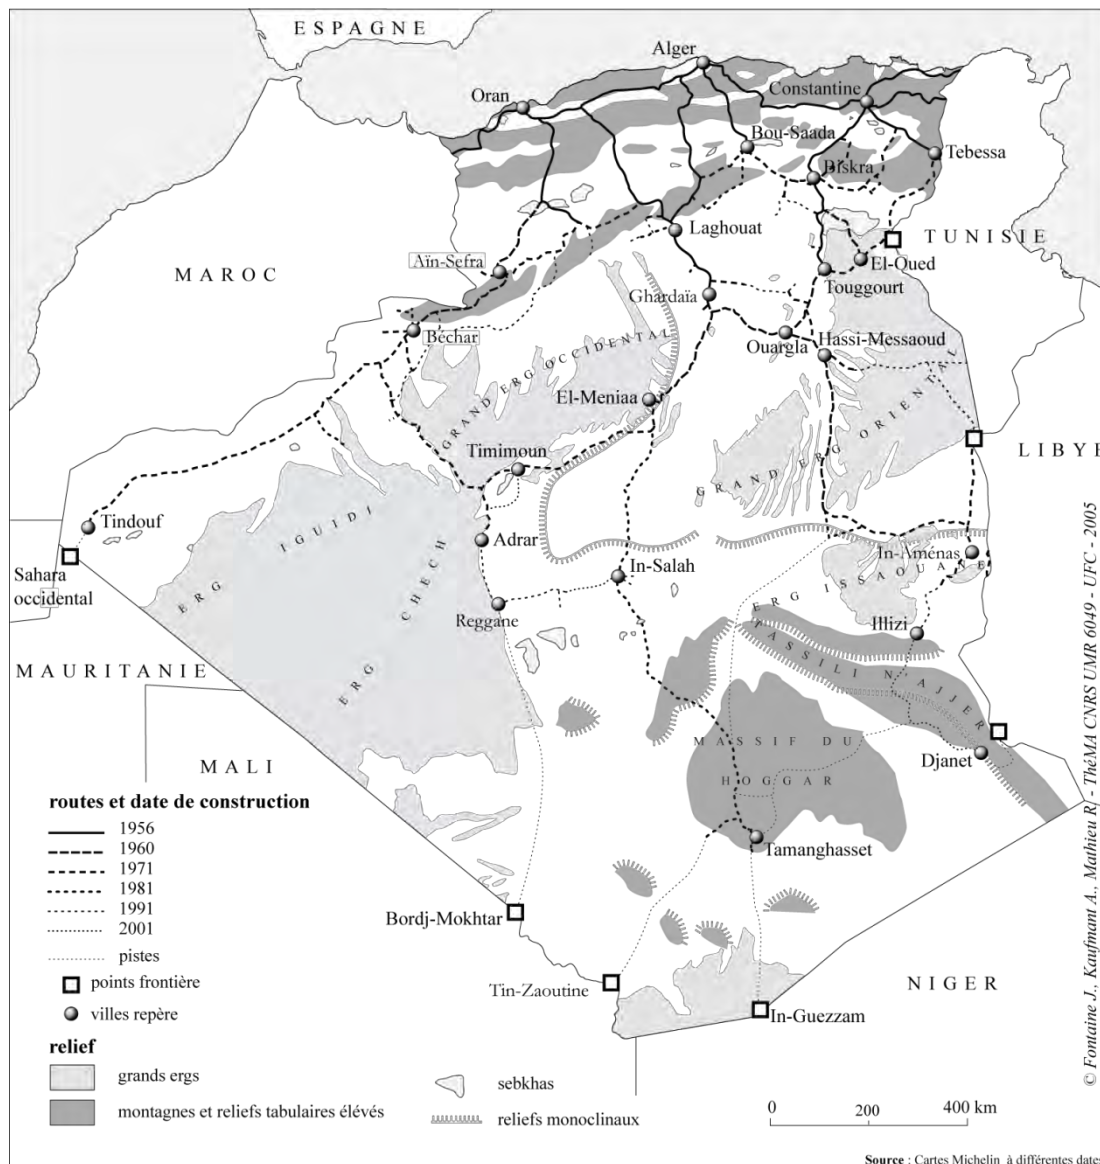 ESPAGNE
Alger
Constantine
Oran
Bou-Saada
Tebessa
Biskra
Laghouat
TUNISIE
MAROC
Aïn-Sefra
El-Oued
Touggourt
Ghardaïa
Béchar
Ouargla
Hassi-Messaoud
GRAND ERG OCCIDENTAL
El-Meniaa
GRAND ERG ORIENTAL
LIBYE
Timimoun
Tindouf
ERG IGUIDI
Adrar
In-Aménas
Sahara
occidental
ERG CHECH
In-Salah
ERG ISSAOUANE
Reggane
Illizi
MAURITANIE
TASSILI N AJJER
MASSIF DU
HOGGAR
Djanet
MALI
Tamanghasset
Bordj-Mokhtar
Tin-Zaoutine
NIGER
In-Guezzam
routes et date de construction
1956
1960
1971
1981
1991
2001
pistes
points frontière
villes repère
relief
grands ergs
montagnes et reliefs tabulaires élévés
sebkhas
reliefs monoclinaux
0 200 400 km
© Fontaine J., Kaufmant A., Mathieu R. - ThéMA CNRS UMR 6049 - UFC - 2005
Source : Cartes Michelin à différentes dates